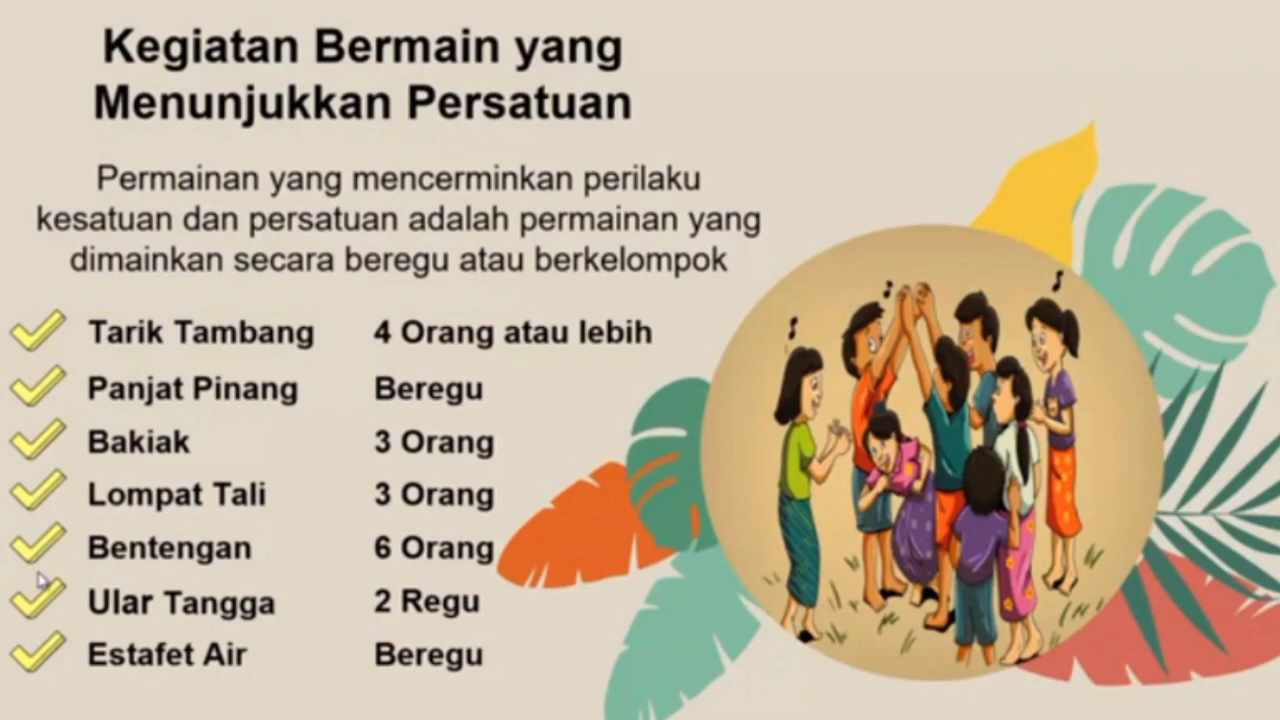 Kegiatan Bermain yang
Menunjukkan Persatuan
Permainan yang mencerminkan perilaku
kesatuan dan persatuan adalah permainan yang
dimainkan secara beregu atau berkelompok
Tarik Tambang 4 Orang atau lebih
Panjat Pinang Beregu
Bakiak 3 Orang
Lompat Tali 3 Orang
Bentengan 6 Orang
Ular Tangga 2 Regu
Estafet Air Beregu